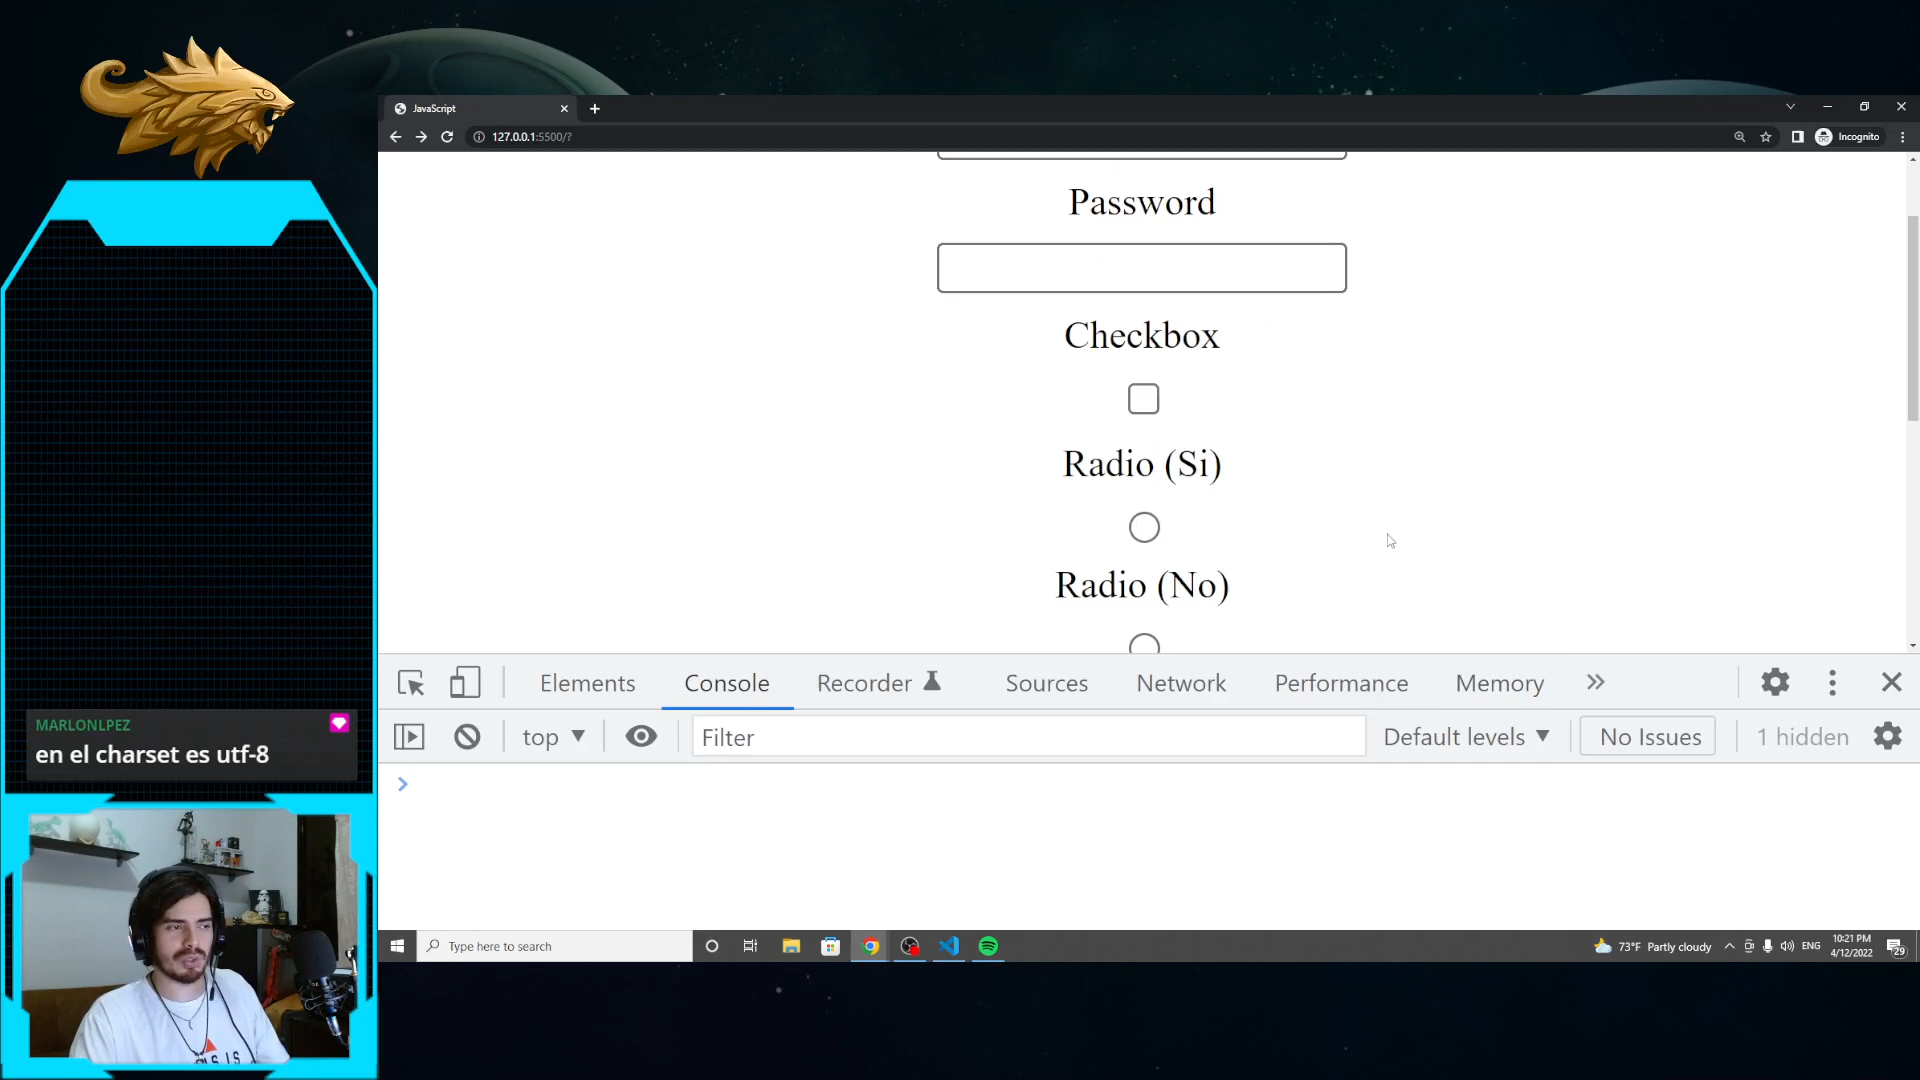 JavaScript
127.0.0.1:5500/?
Incognito
Password
Checkbox
Radio (Si)
Radio (No)
Elements
Console
Recorder
Sources
Network
Performance
Memory
top
Filter
Default levels
No Issues
1 hidden
MARLONLPEZ
en el charset es utf-8
Type here to search
73°F Partly cloudy
ENG
10:21 PM
4/12/2022
29